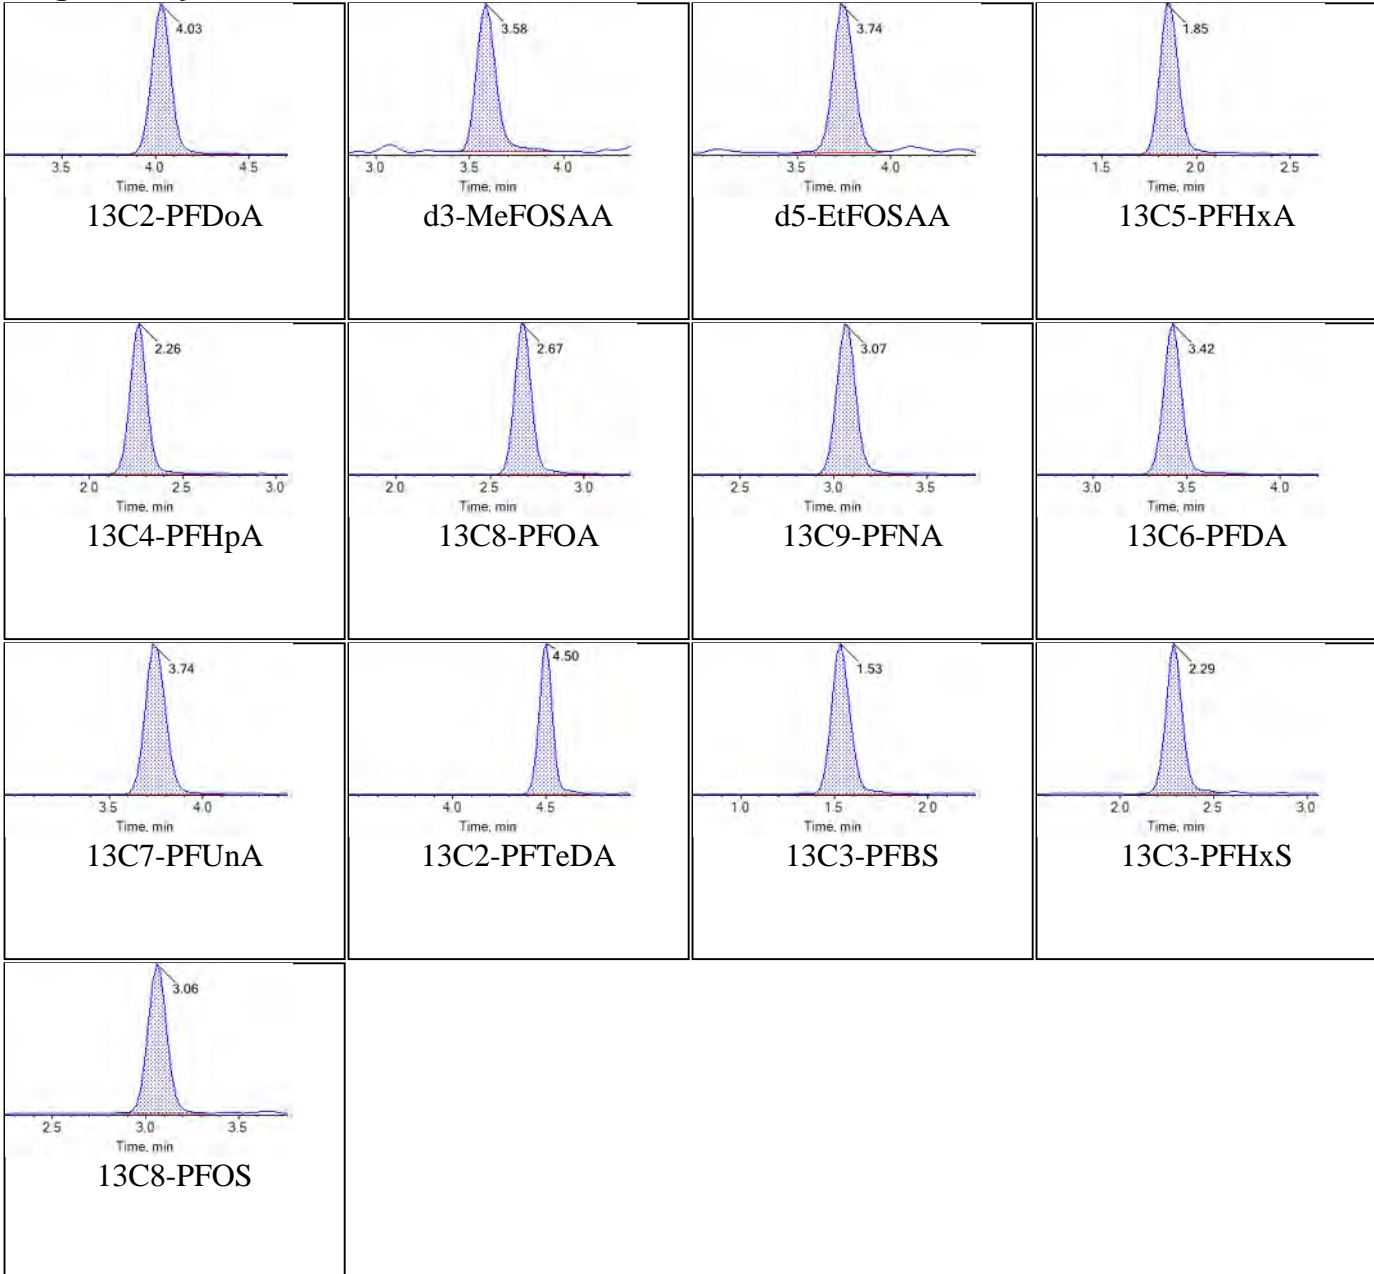 4.03
3.5 4.0 4.5
Time, min
13C2-PFDoA
3.58
3.0 3.5 4.0
Time, min
d3-MeFOSAA
3.74
3.5 4.0
Time, min
d5-EtFOSAA
1.85
1.5 2.0 2.5
Time, min
13C5-PFHxA
2.26
2.0 2.5 3.0
Time, min
13C4-PFHpA
2.67
2.0 2.5 3.0
Time, min
13C8-PFOA
3.07
2.5 3.0 3.5
Time, min
13C9-PFNA
3.42
3.0 3.5 4.0
Time, min
13C6-PFDA
3.74
3.5 4.0
Time, min
13C7-PFUnA
4.50
4.0 4.5
Time, min
13C2-PFTeDA
1.53
1.0 1.5 2.0
Time, min
13C3-PFBS
2.29
2.0 2.5 3.0
Time, min
13C3-PFHxS
3.06
2.5 3.0 3.5
Time, min
13C8-PFOS